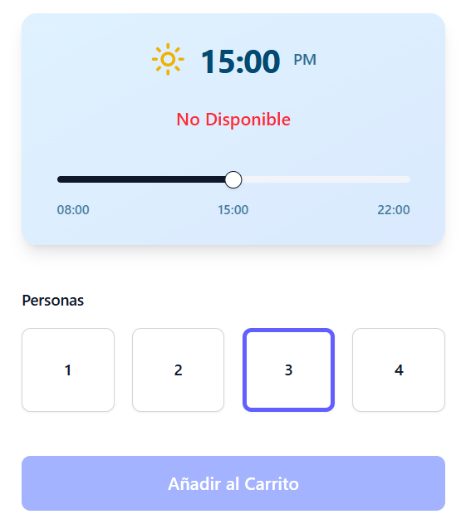 15:00 PM
No Disponible
08:00 15:00 22:00
Personas
1 2 3 4
Añadir al Carrito